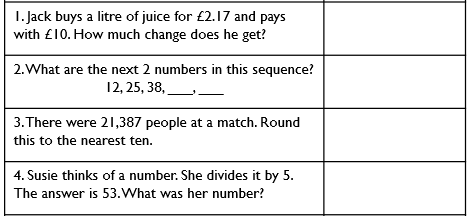 1. Jack buys a litre of juice for £2.17 and pays
with £10. How much change does he get?
2.What are the next 2 numbers in this sequence?
12, 25, 38, ___, ___
3.There were 21,387 people at a match. Round
this to the nearest ten.
4. Susie thinks of a number. She divides it by 5.
The answer is 53.What was her number?